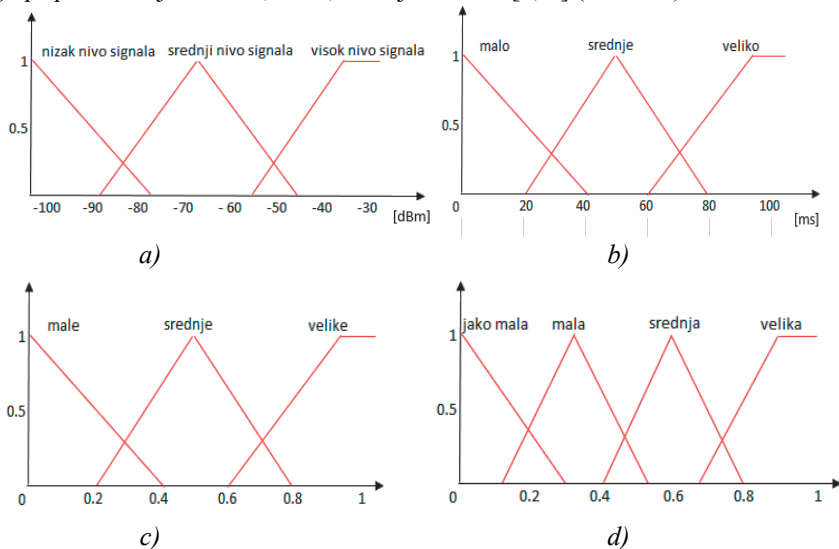 1
nizak nivo signala srednji nivo signala visok nivo signala
0.5
-100 -90 -80 -70 - 60 -50 -40 -30
[dBm]
a)
1
malo srednje veliko
0.5
0 20 40 60 80 100
[ms]
b)
male srednje velike
1
0.5
0 0.2 0.4 0.6 0.8 1
c)
jako mala mala srednja velika
1
0.5
0 0.2 0.4 0.6 0.8 1
d)